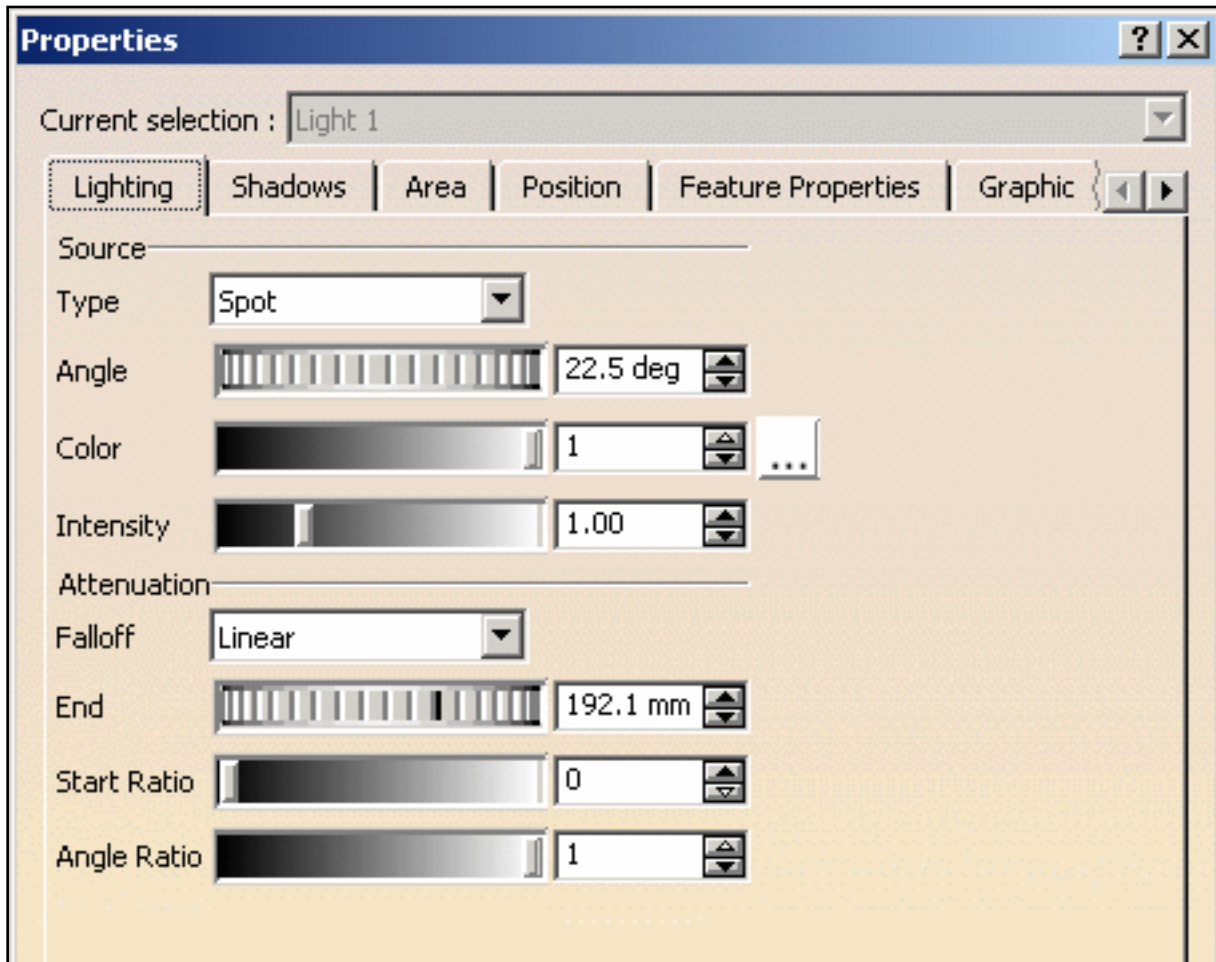 Properties
Current selection : Light 1
Lighting Shadows Area Position Feature Properties Graphic
Source
Type Spot
Angle 22.5 deg
Color 1 ...
Intensity 1.00
Attenuation
Falloff Linear
End 192.1 mm
Start Ratio 0
Angle Ratio 1